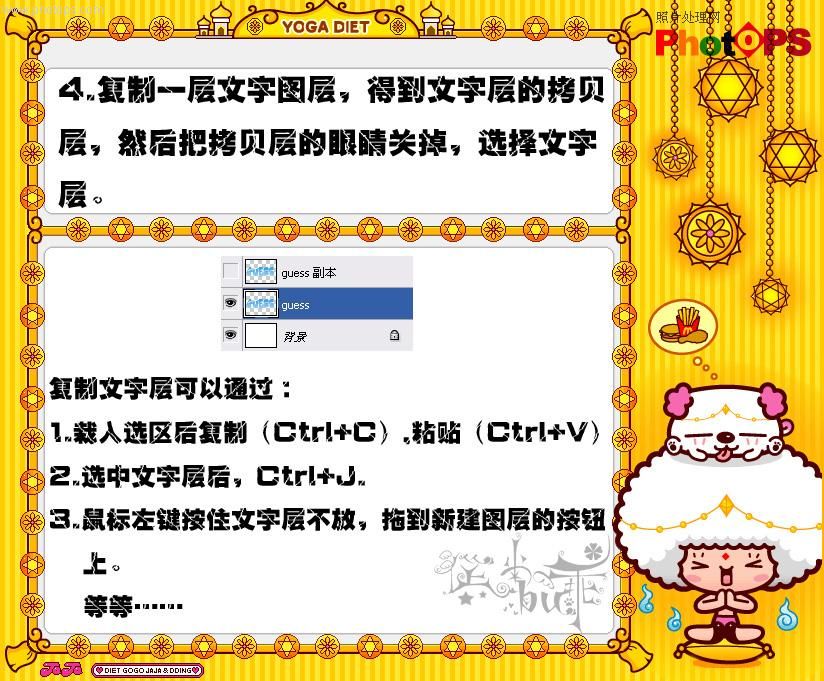 YOGA DIET
照片处理网
PhotOPS
4.复制一层文字图层，得到文字层的拷贝
层，然后把拷贝层的眼睛关掉，选择文字
层。
guess 副本
guess
背景
复制文字层可以通过：
1.载入选区后复制（Ctrl+C）,粘贴（Ctrl+V）
2.选中文字层后，Ctrl+J.
3.鼠标左键按住文字层不放，拖到新建图层的按钮
上。
等等……
JaJa
DIET GOGO JAJA & DDING